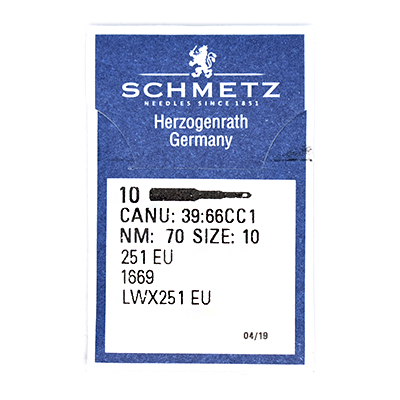 SCHMETZ
NEEDLES SINCE 1851
Herzogenrath
Germany
10
CANU: 39:66CC1
NM: 70 SIZE: 10
251 EU
1669
LWX251 EU
04/19